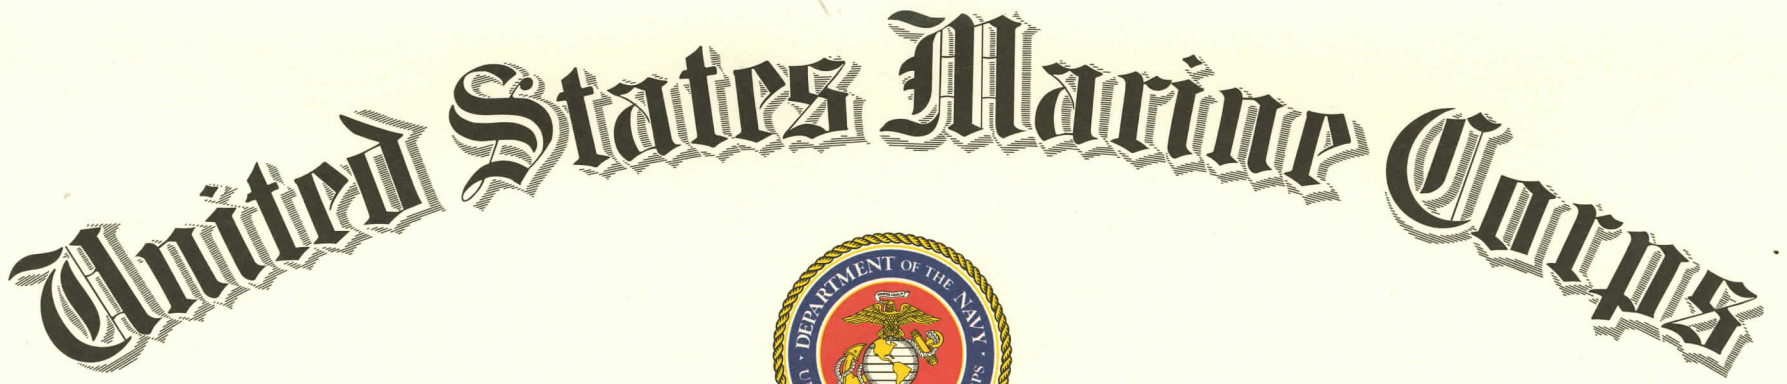 United States Marine Corps
DEPARTMENT OF THE NAVY